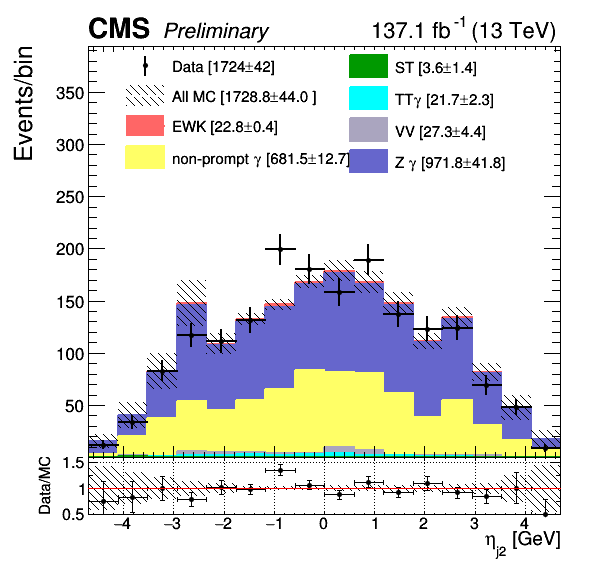 CMS Preliminary 137.1 fb⁻¹ (13 TeV)
Events/bin
350
300
250
200
150
100
50
Data [1724±42]
All MC [1728.8±44.0 ]
EWK [22.8±0.4]
non-prompt γ [681.5±12.7]
ST [3.6±1.4]
TTγ [21.7±2.3]
VV [27.3±4.4]
Z γ [971.8±41.8]
Data/MC
1.5
1
0.5
−4 −3 −2 −1 0 1 2 3 4
η_j2 [GeV]